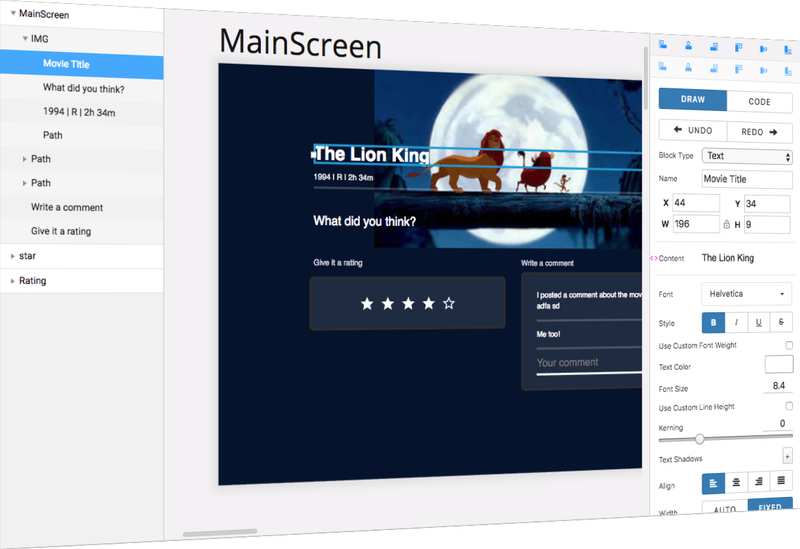 MainScreen
IMG
Movie Title
What did you think?
1994 | R | 2h 34m
Path
Path
Path
Write a comment
Give it a rating
star
Rating
MainScreen
The Lion King
1994 | R | 2h 34m
What did you think?
Give it a rating
Write a comment
I posted a comment about the mov
adfa sd
Me too!
Your comment
DRAW
CODE
UNDO
REDO
Block Type
Text
Name
Movie Title
X
44
Y
34
W
196
H
9
Content
The Lion King
Font
Helvetica
Style
B
I
U
S
Use Custom Font Weight
Text Color
Font Size
8.4
Use Custom Line Height
Kerning
0
Text Shadows
+
Align
Width
AUTO
FIXED